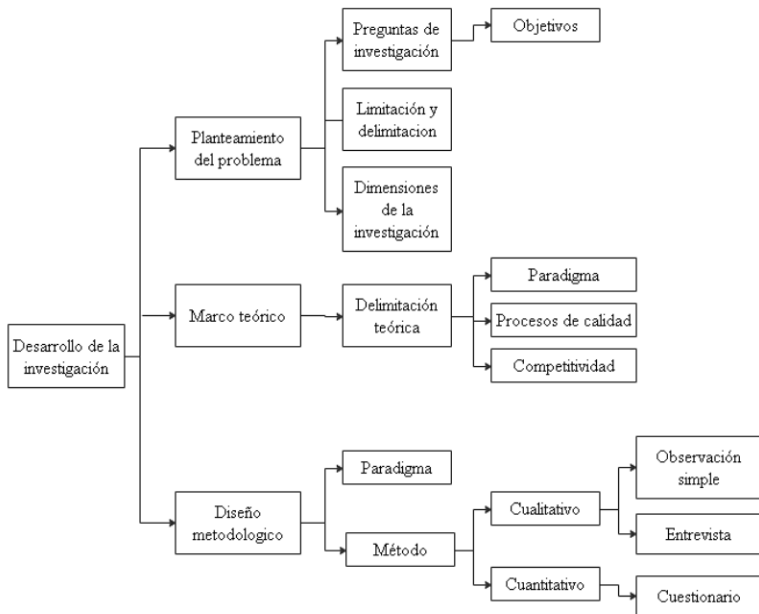 Preguntas de
investigación
Objetivos
Limitación y
delimitacion
Planteamiento
del problema
Dimensiones
de la
investigación
Paradigma
Marco teórico
Delimitación
teórica
Procesos de calidad
Desarrollo de la
investigación
Competitividad
Paradigma
Observación
simple
Diseño
metodologico
Cualitativo
Método
Entrevista
Cuantitativo
Cuestionario